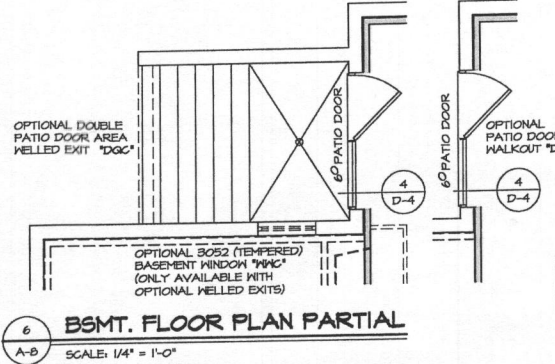 OPTIONAL DOUBLE
PATIO DOOR AREA
WELLED EXIT "DGC"
6⁰ PATIO DOOR
4
D-4
6⁰ PATIO DOOR
OPTIONAL
PATIO DOOR
WALKOUT "D
4
D-4
OPTIONAL 3052 (TEMPERED)
BASEMENT WINDOW "WWC"
(ONLY AVAILABLE WITH
OPTIONAL WELLED EXITS)
6
A-8
BSMT. FLOOR PLAN PARTIAL
SCALE: 1/4" = 1'-0"